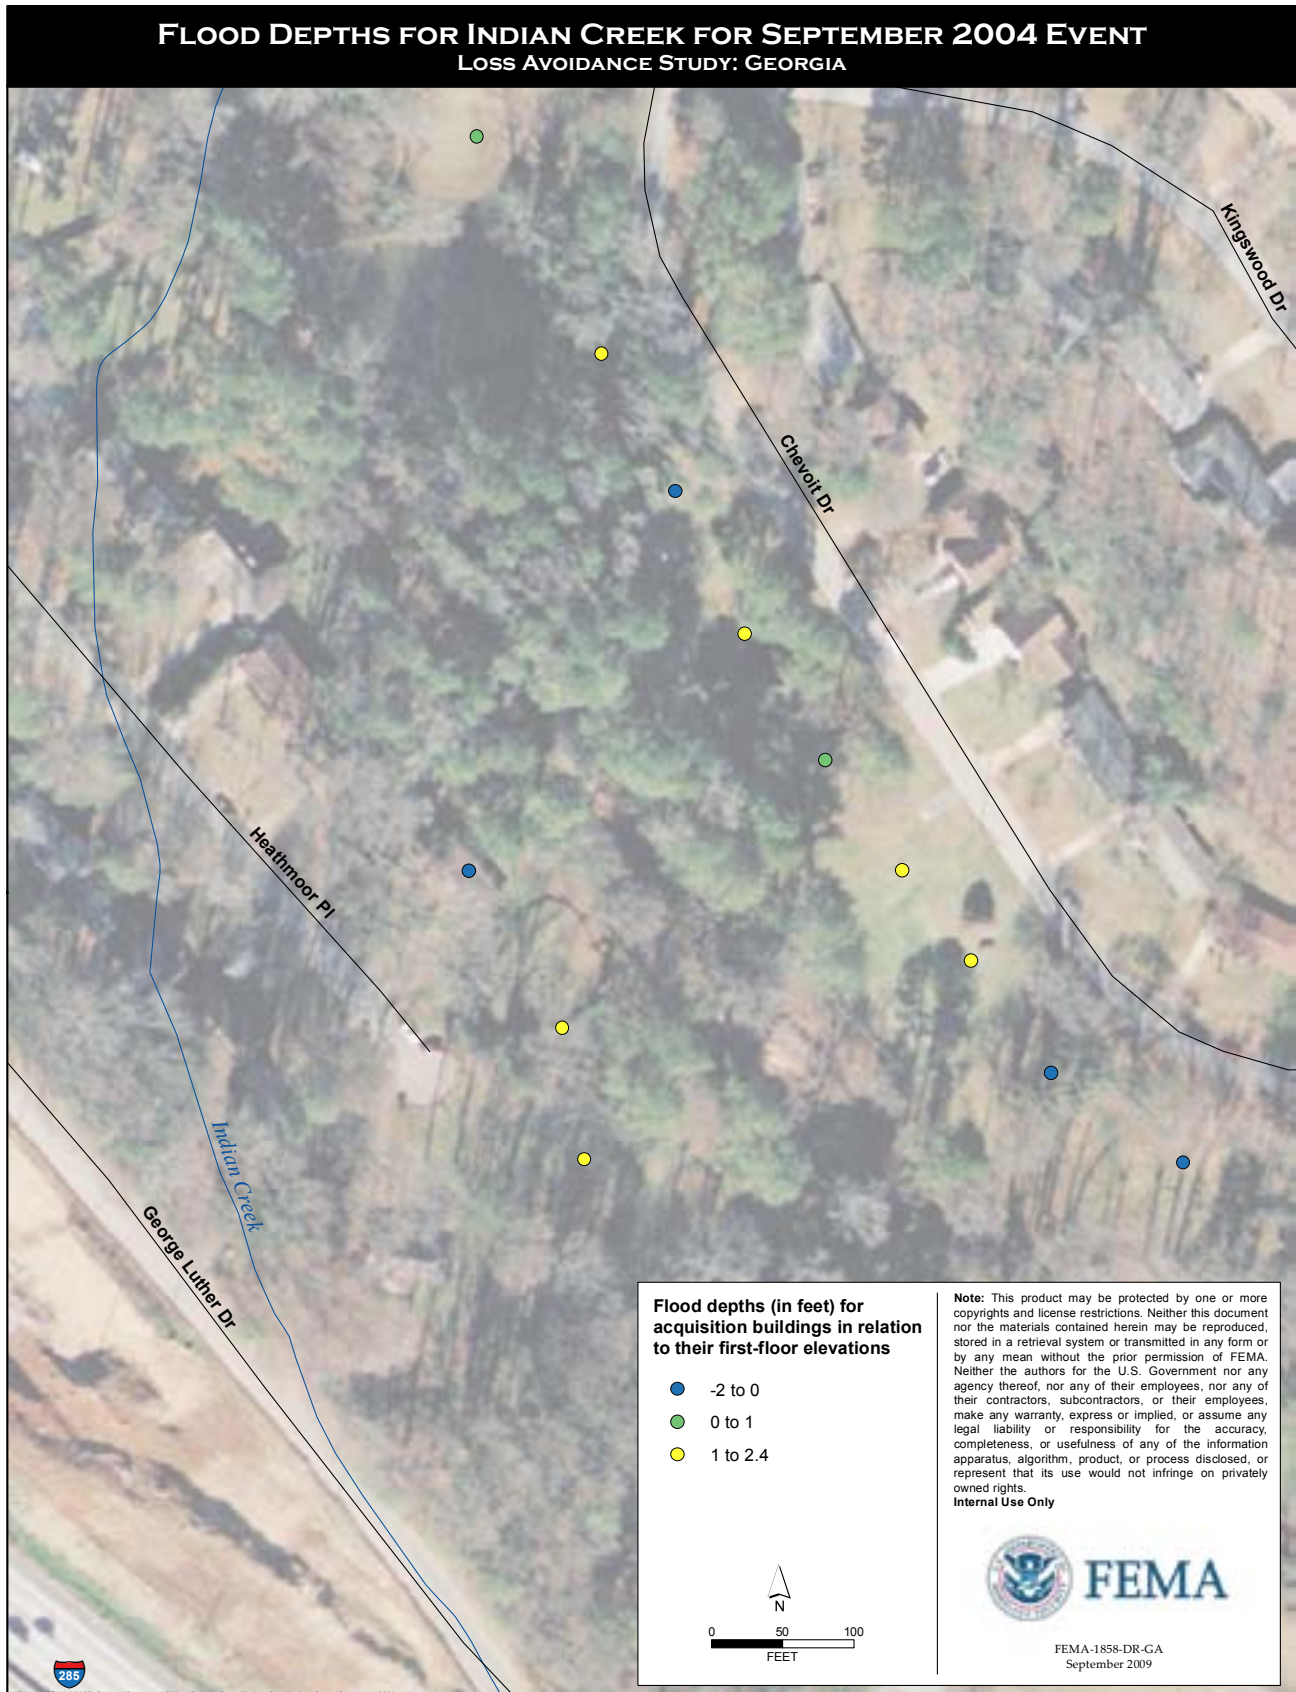 FLOOD DEPTHS FOR INDIAN CREEK FOR SEPTEMBER 2004 EVENT
LOSS AVOIDANCE STUDY: GEORGIA
Kingswood Dr
Chevoit Dr
Heathmoor Pl
Indian Creek
George Luther Dr
285
Flood depths (in feet) for
acquisition buildings in relation
to their first-floor elevations
-2 to 0
0 to 1
1 to 2.4
N
0 50 100
FEET
Note: This product may be protected by one or more
copyrights and license restrictions. Neither this document
nor the materials contained herein may be reproduced,
stored in a retrieval system or transmitted in any form or
by any mean without the prior permission of FEMA.
Neither the authors for the U.S. Government nor any
agency thereof, nor any of their employees, nor any of
their contractors, subcontractors, or their employees,
make any warranty, express or implied, or assume any
legal liability or responsibility for the accuracy,
completeness, or usefulness of any of the information
apparatus, algorithm, product, or process disclosed, or
represent that its use would not infringe on privately
owned rights.
Internal Use Only
FEMA
FEMA-1858-DR-GA
September 2009